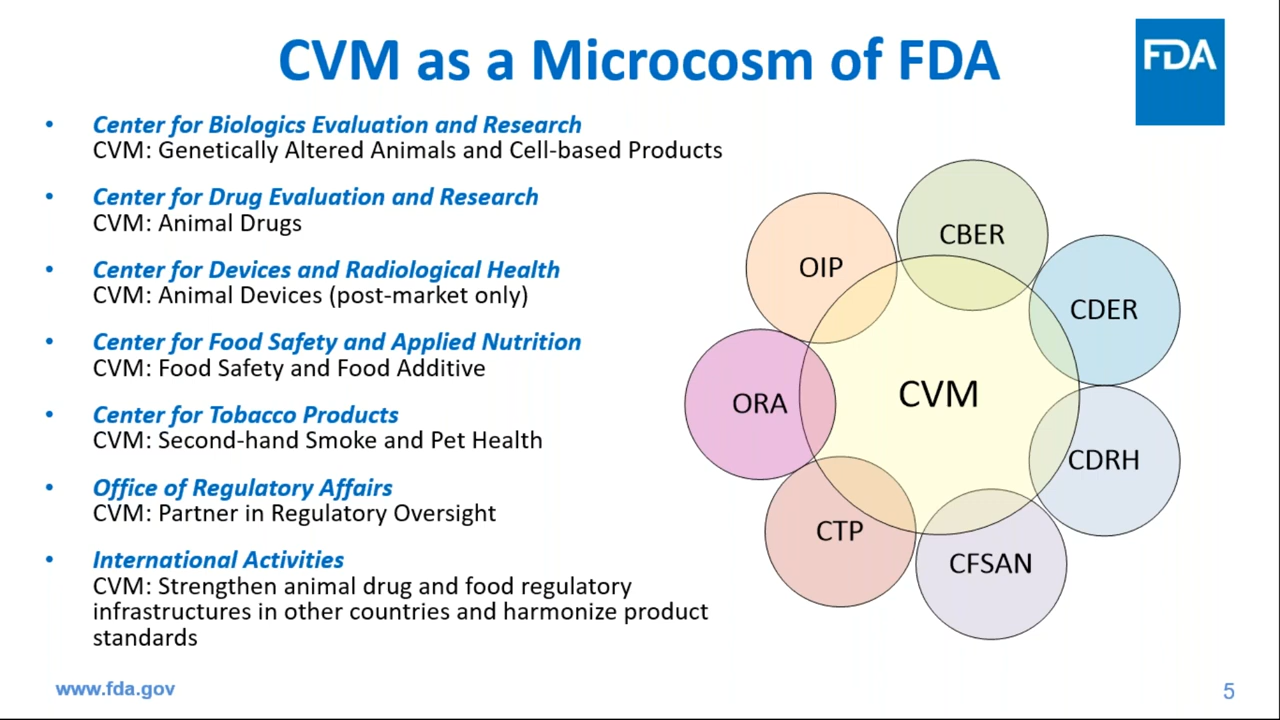 CVM as a Microcosm of FDA
FDA
• Center for Biologics Evaluation and Research
CVM: Genetically Altered Animals and Cell-based Products
• Center for Drug Evaluation and Research
CVM: Animal Drugs
• Center for Devices and Radiological Health
CVM: Animal Devices (post-market only)
• Center for Food Safety and Applied Nutrition
CVM: Food Safety and Food Additive
• Center for Tobacco Products
CVM: Second-hand Smoke and Pet Health
• Office of Regulatory Affairs
CVM: Partner in Regulatory Oversight
• International Activities
CVM: Strengthen animal drug and food regulatory
infrastructures in other countries and harmonize product
standards
CBER
OIP
CDER
CVM
ORA
CDRH
CTP
CFSAN
www.fda.gov
5